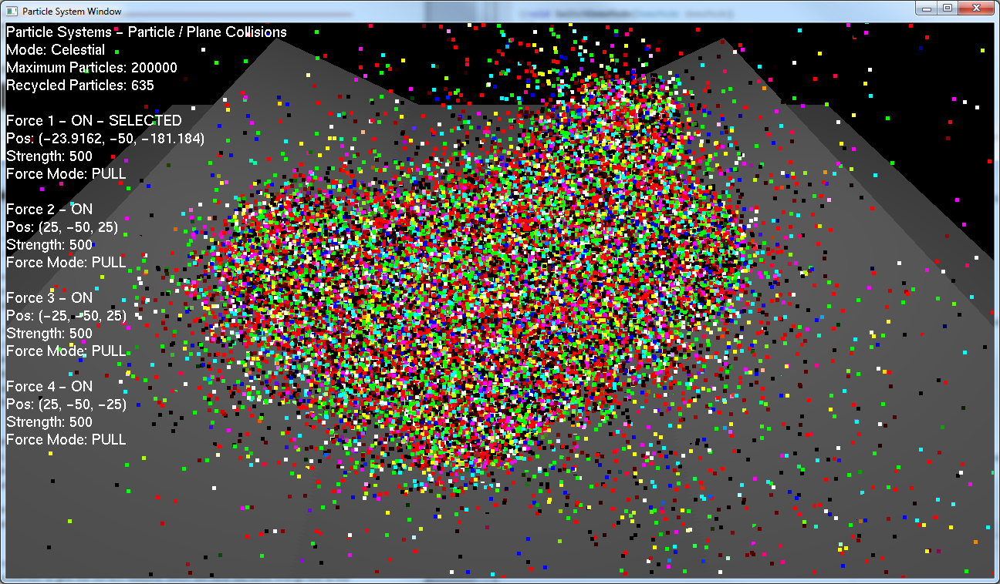 Particle System Window
Particle Systems – Particle / Plane Collisions
Mode: Celestial
Maximum Particles: 200000
Recycled Particles: 635
Force 1 – ON – SELECTED
Pos: (–23.9162, –50, –181.184)
Strength: 500
Force Mode: PULL
Force 2 – ON
Pos: (25, –50, 25)
Strength: 500
Force Mode: PULL
Force 3 – ON
Pos: (–25, –50, 25)
Strength: 500
Force Mode: PULL
Force 4 – ON
Pos: (25, –50, –25)
Strength: 500
Force Mode: PULL